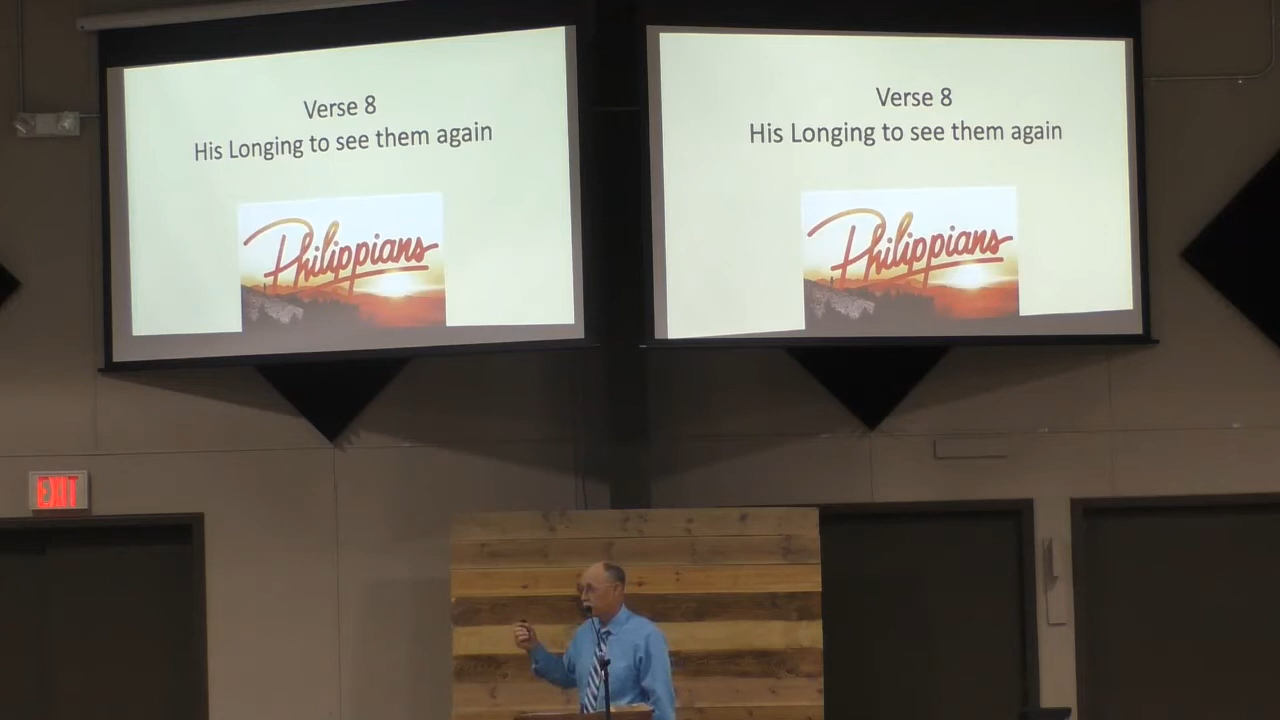 Verse 8
His Longing to see them again
Philippians
Verse 8
His Longing to see them again
Philippians
EXIT